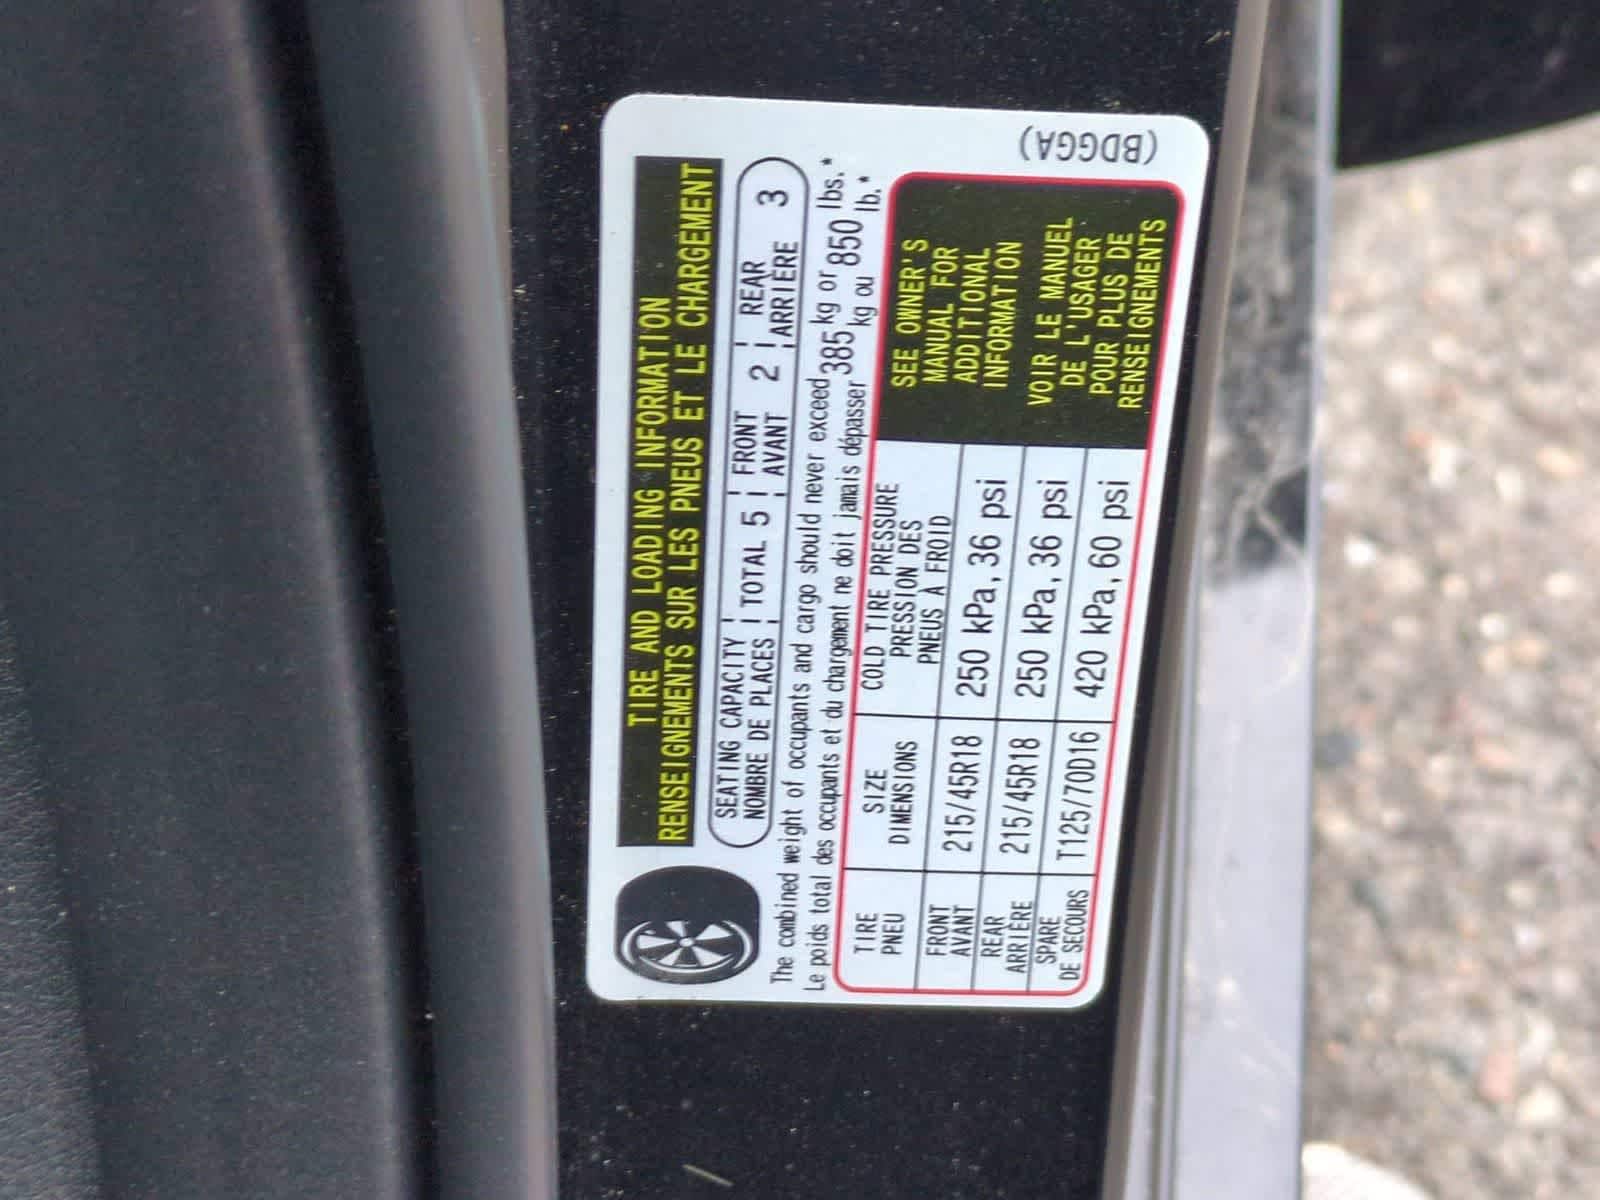 TIRE AND LOADING INFORMATION
RENSEIGNEMENTS SUR LES PNEUS ET LE CHARGEMENT
SEATING CAPACITY | TOTAL 5 | FRONT 2 | REAR 3
NOMBRE DE PLACES | AVANT | ARRIÈRE
The combined weight of occupants and cargo should never exceed 385 kg or 850 lbs.*
Le poids total des occupants et du chargement ne doit jamais dépasser kg ou lb.*
TIRE SIZE COLD TIRE PRESSURE
PNEU DIMENSIONS PRESSION DES
PNEUS À FROID
FRONT 215/45R18 250 kPa, 36 psi
AVANT
REAR 215/45R18 250 kPa, 36 psi
ARRIÈRE
SPARE T125/70D16 420 kPa, 60 psi
DE SECOURS
SEE OWNER'S
MANUAL FOR
ADDITIONAL
INFORMATION
VOIR LE MANUEL
DE L'USAGER
POUR PLUS DE
RENSEIGNEMENTS
(BDGGA)